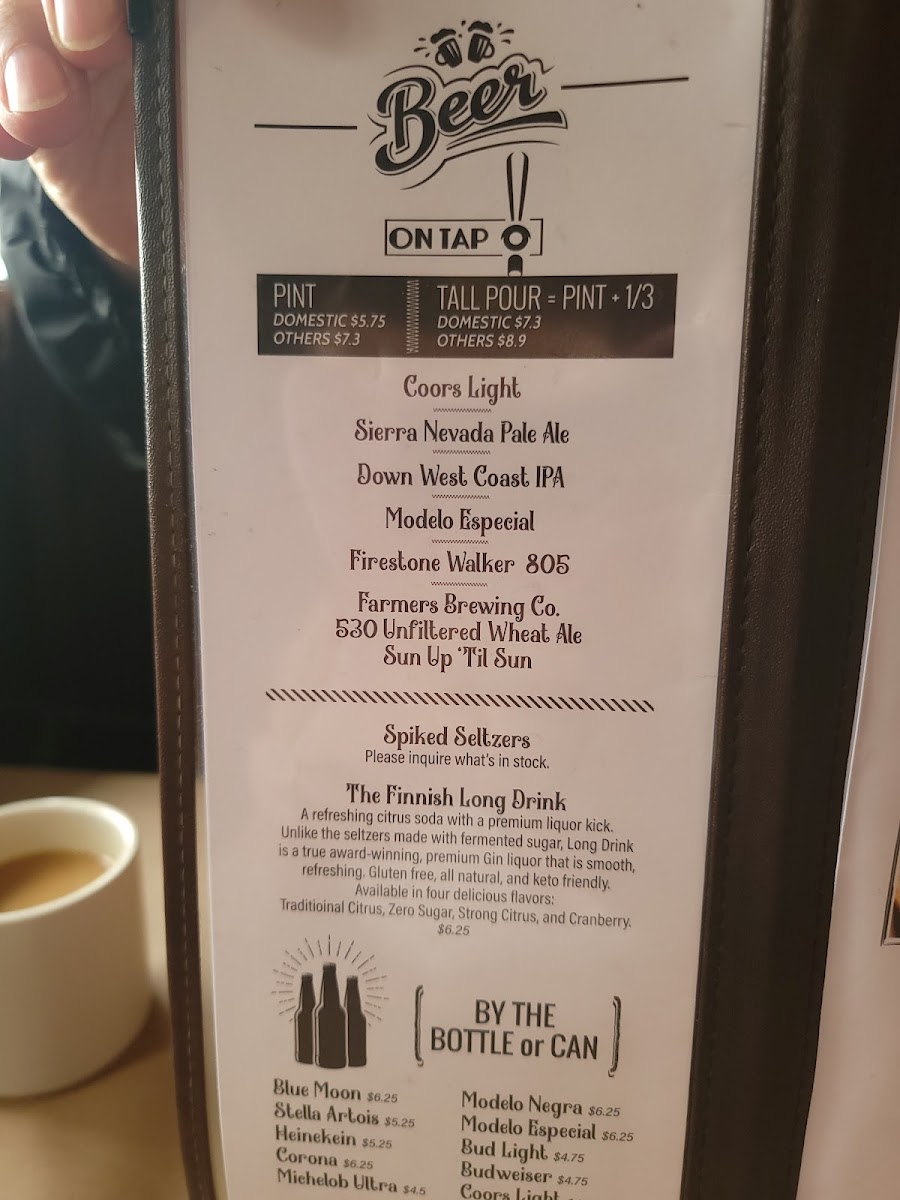 Beer
ON TAP
PINT
DOMESTIC $5.75
OTHERS $7.3
TALL POUR = PINT + 1/3
DOMESTIC $7.3
OTHERS $8.9
Coors Light
Sierra Nevada Pale Ale
Down West Coast IPA
Modelo Especial
Firestone Walker 805
Farmers Brewing Co.
530 Unfiltered Wheat Ale
Sun Up 'Til Sun
Spiked Seltzers
Please inquire what's in stock.
The Finnish Long Drink
A refreshing citrus soda with a premium liquor kick.
Unlike the seltzers made with fermented sugar, Long Drink
is a true award-winning, premium Gin liquor that is smooth,
refreshing. Gluten free, all natural, and keto friendly.
Available in four delicious flavors:
Traditioinal Citrus, Zero Sugar, Strong Citrus, and Cranberry.
$6.25
BY THE
BOTTLE or CAN
Blue Moon $6.25
Stella Artois $5.25
Heinekein $5.25
Corona $6.25
Michelob Ultra $4.5
Modelo Negra $6.25
Modelo Especial $6.25
Bud Light $4.75
Budweiser $4.75
Coors Light